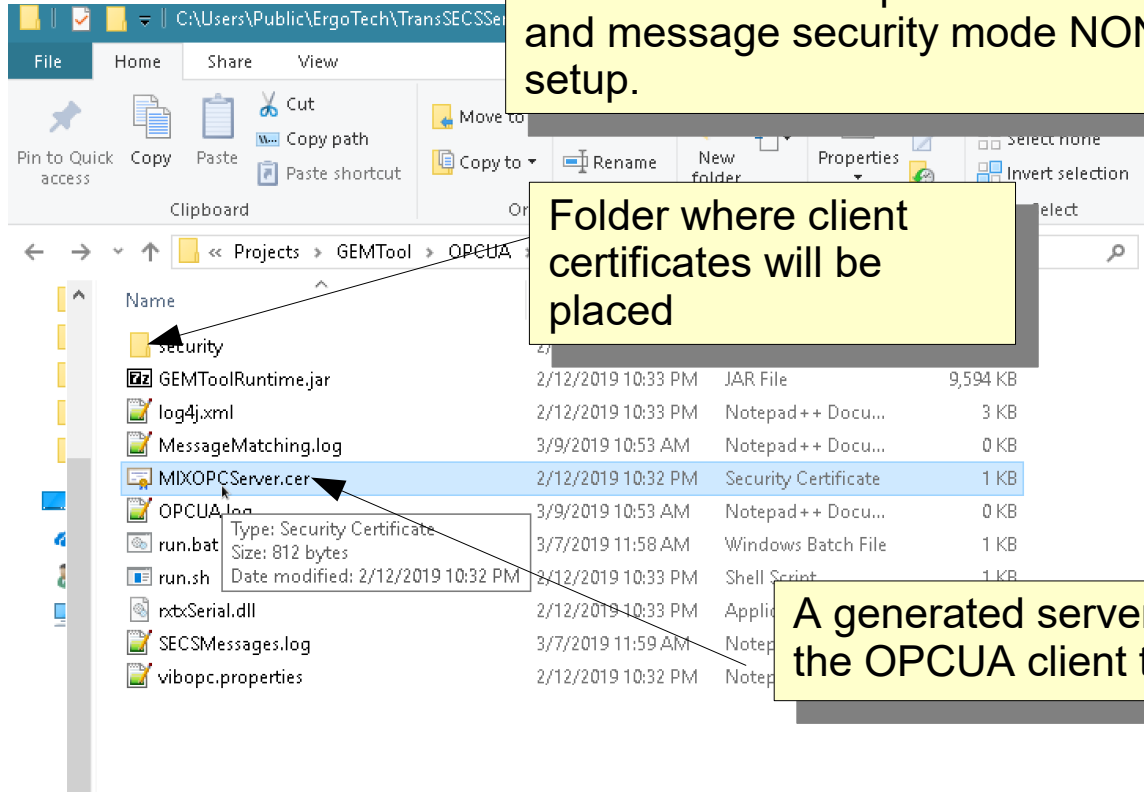 C:\Users\Public\ErgoTech\TransSECSSer
and message security mode NON
setup.
File Home Share View
Cut
Copy path
Paste shortcut
Pin to Quick access
Copy
Paste
Move to
Copy to
Rename
New folder
Properties
Select none
Invert selection
Clipboard
Or
elect
Folder where client
certificates will be
placed
« Projects > GEMTool > OPCUA >
Name
security
GEMToolRuntime.jar 2/12/2019 10:33 PM JAR File 9,594 KB
log4j.xml 2/12/2019 10:33 PM Notepad++ Docu... 3 KB
MessageMatching.log 3/9/2019 10:53 AM Notepad++ Docu... 0 KB
MIXOPCServer.cer 2/12/2019 10:32 PM Security Certificate 1 KB
OPCUA.log 3/9/2019 10:53 AM Notepad++ Docu... 0 KB
Type: Security Certificate
Size: 812 bytes
Date modified: 2/12/2019 10:32 PM
run.bat 3/7/2019 11:58 AM Windows Batch File 1 KB
run.sh 2/12/2019 10:33 PM Shell Script 1 KB
rxtxSerial.dll 2/12/2019 10:33 PM Applic
SECSMessages.log 3/7/2019 11:59 AM Notep
vibopc.properties 2/12/2019 10:32 PM Notep
A generated server
the OPCUA client t